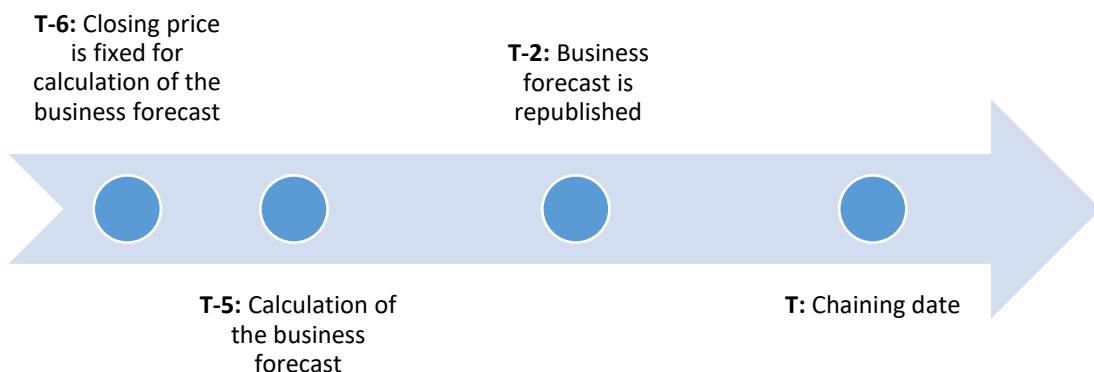 T-6: Closing price
is fixed for
calculation of the
business forecast
T-5: Calculation of
the business
forecast
T-2: Business
forecast is
republished
T: Chaining date